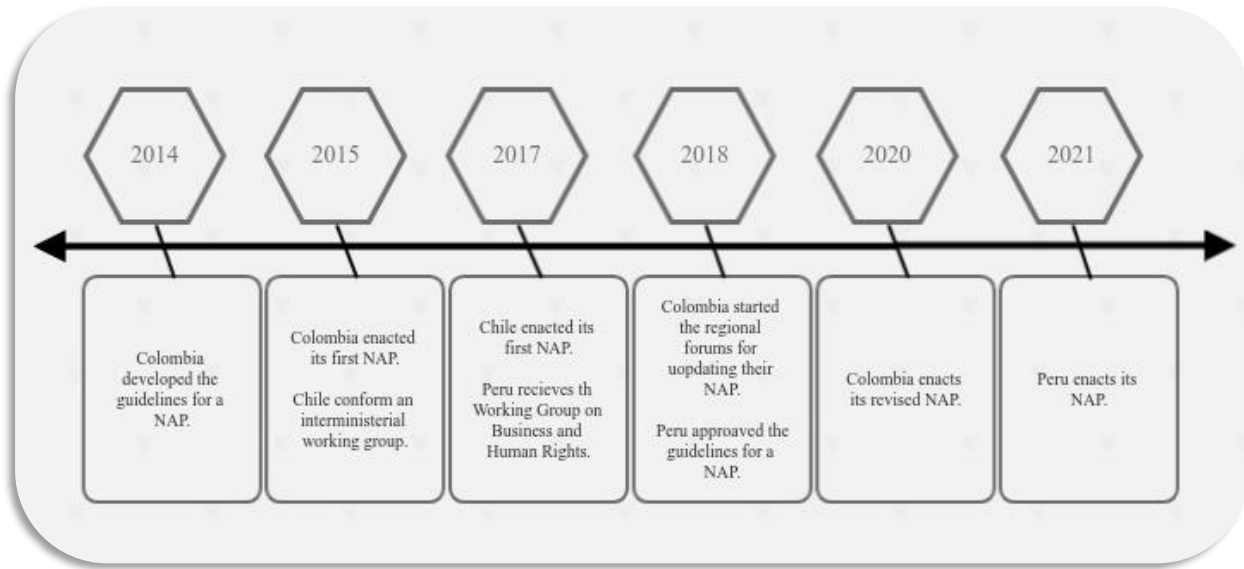 2014
2015
2017
2018
2020
2021
Colombia
developed the
guidelines for a
NAP.
Colombia enacted
its first NAP.
Chile conform an
interministerial
working group.
Chile enacted its
first NAP.
Peru recieves th
Working Group on
Business and
Human Rights.
Colombia started
the regional
forums for
uopdating their
NAP.
Peru approaved the
guidelines for a
NAP.
Colombia enacts
its revised NAP.
Peru enacts its
NAP.